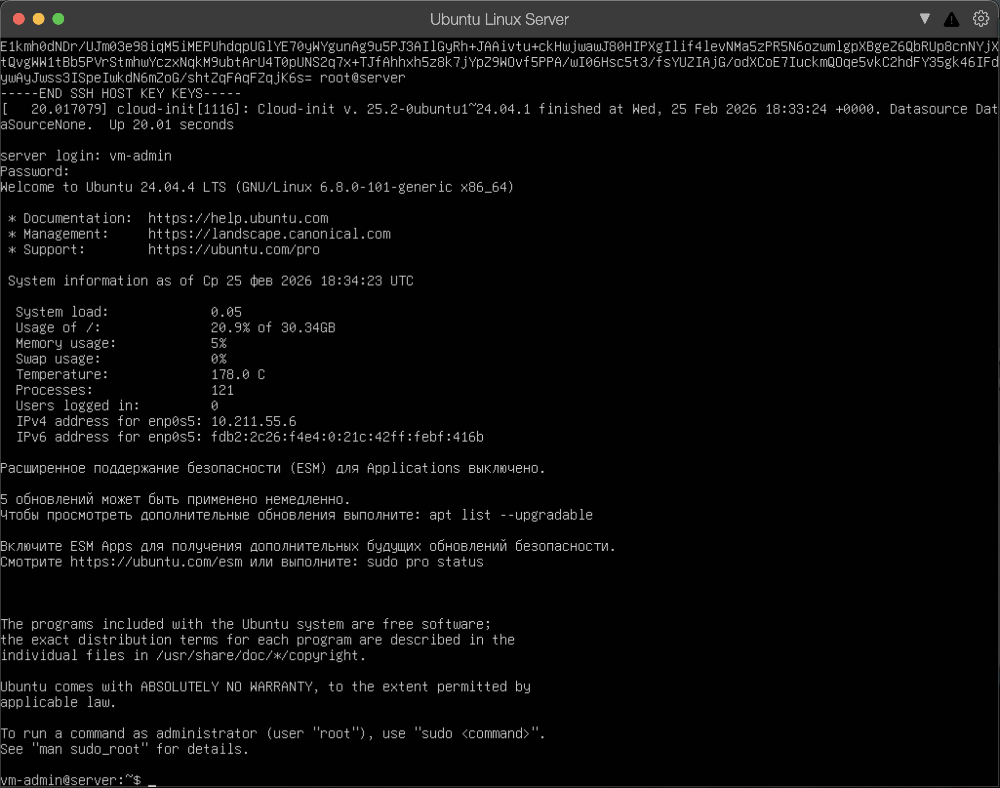 Ubuntu Linux Server
E1kmh0dNDr/UJm03e98iqM5iMEPUhdqpUGlYE70yWYgunAg9u5PJ3AIlGyRh+JAAivtu+ckHwjwawJ80HIPXgIlif4levNMa5zPR5N6ozwmlgpXBgeZ6QbRUp8cnNYjX
tQvgWW1tBb5PVrStmhwYczxNqkM9ubtArU4T0pUNS2q7x+TJfAhhxh5z8k7jYpZ9WOvf5PPA/wI06Hsc5t3/fsYUZIAjG/odXCoE7IuckmQOqe5vkC2hdFY35gk46IFd
ywAyJwss3ISpeIwkdN6mZoG/shtZqFAqFZqjK6s= root@server
-----END SSH HOST KEY KEYS-----
[   20.017079] cloud-init[1116]: Cloud-init v. 25.2-0ubuntu1~24.04.1 finished at Wed, 25 Feb 2026 18:33:24 +0000. Datasource Dat
aSourceNone.  Up 20.01 seconds
server login: vm-admin
Password:
Welcome to Ubuntu 24.04.4 LTS (GNU/Linux 6.8.0-101-generic x86_64)
* Documentation:  https://help.ubuntu.com
* Management:     https://landscape.canonical.com
* Support:        https://ubuntu.com/pro
System information as of Ср 25 фев 2026 18:34:23 UTC
System load:             0.05
Usage of /:              20.9% of 30.34GB
Memory usage:            5%
Swap usage:              0%
Temperature:             178.0 C
Processes:               121
Users logged in:         0
IPv4 address for enp0s5: 10.211.55.6
IPv6 address for enp0s5: fdb2:2c26:f4e4:0:21c:42ff:febf:416b
Расширенное поддержание безопасности (ESM) для Applications выключено.
5 обновлений может быть применено немедленно.
Чтобы просмотреть дополнительные обновления выполните: apt list --upgradable
Включите ESM Apps для получения дополнительных будущих обновлений безопасности.
Смотрите https://ubuntu.com/esm или выполните: sudo pro status
The programs included with the Ubuntu system are free software;
the exact distribution terms for each program are described in the
individual files in /usr/share/doc/*/copyright.
Ubuntu comes with ABSOLUTELY NO WARRANTY, to the extent permitted by
applicable law.
To run a command as administrator (user "root"), use "sudo <command>".
See "man sudo_root" for details.
vm-admin@server:~$ _